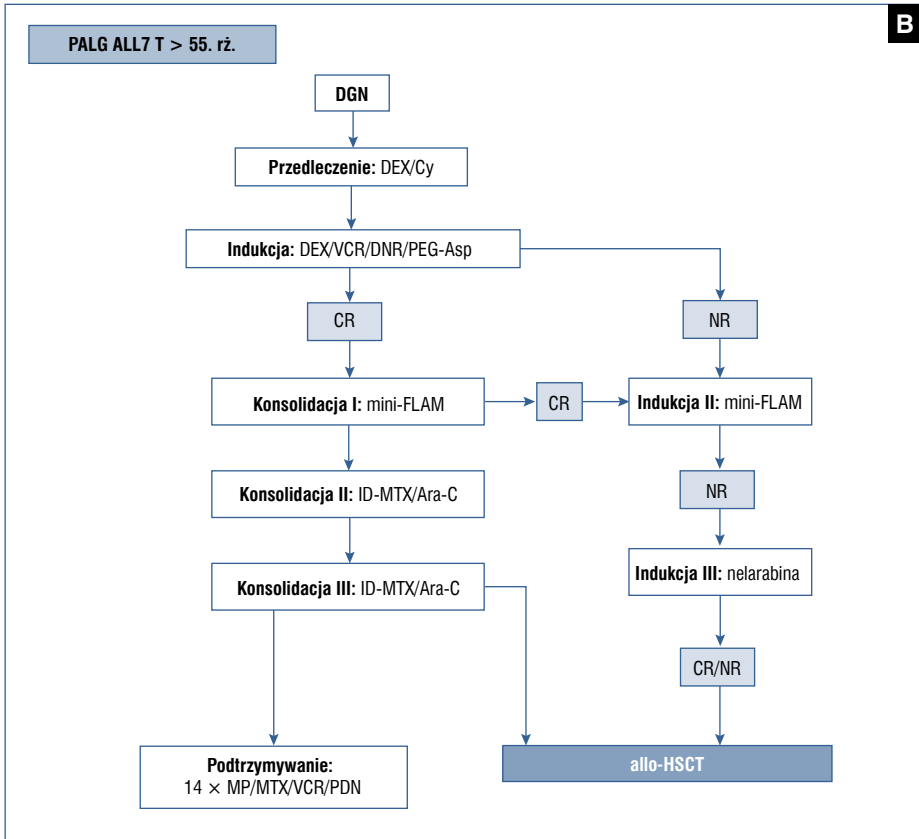 B
PALG ALL7 T > 55. rż.
DGN
Przedleczenie: DEX/Cy
Indukcja: DEX/VCR/DNR/PEG-Asp
CR
NR
Konsolidacja I: mini-FLAM
CR
Indukcja II: mini-FLAM
Konsolidacja II: ID-MTX/Ara-C
NR
Konsolidacja III: ID-MTX/Ara-C
Indukcja III: nelarabina
CR/NR
Podtrzymywanie:
14 × MP/MTX/VCR/PDN
allo-HSCT